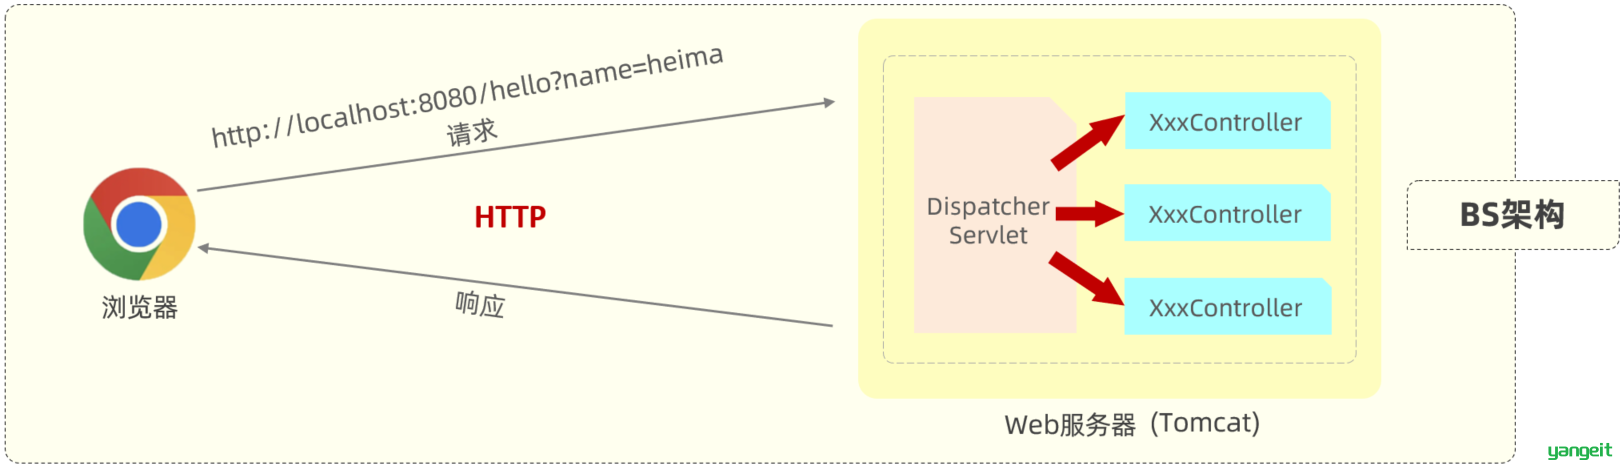 http://localhost:8080/hello?name=heima
请求
HTTP
响应
浏览器
Dispatcher
Servlet
XxxController
XxxController
XxxController
Web服务器 (Tomcat)
BS架构
yangeit